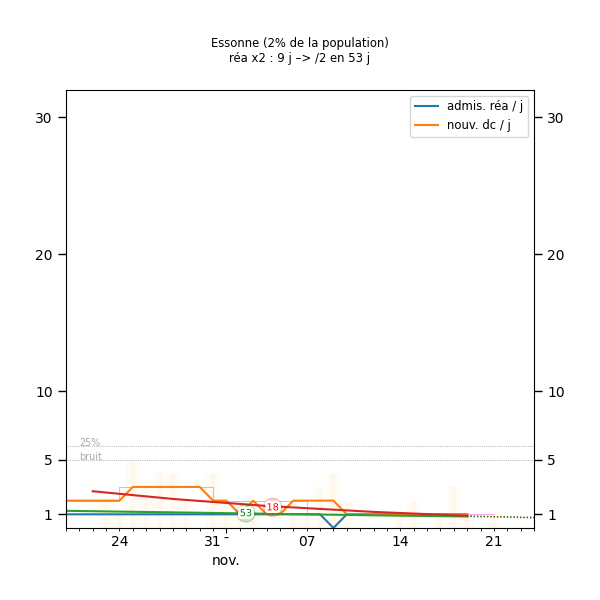 Essonne (2% de la population)
réa x2 : 9 j –> /2 en 53 j
admis. réa / j
nouv. dc / j
30 30
20 20
10 10
25%
5 5
bruit
53 18
1 1
24 31 - 07 14 21
nov.